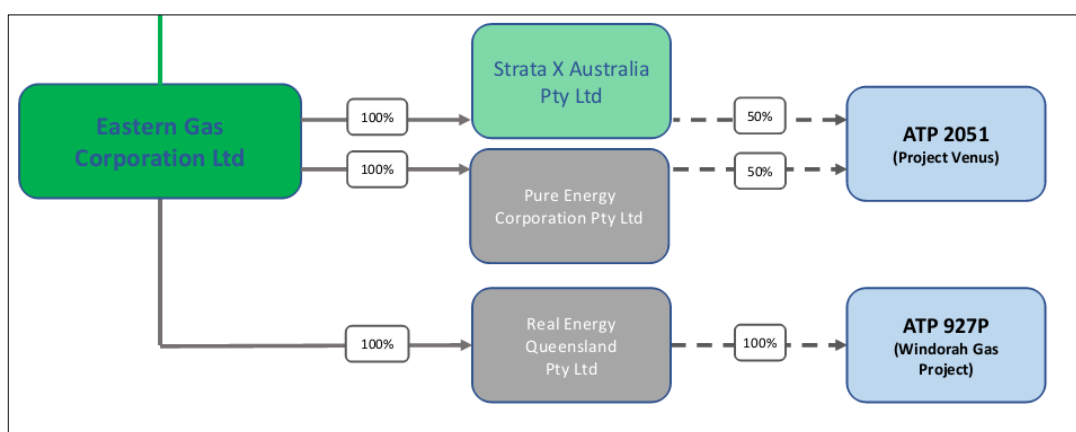 Strata X Australia
Pty Ltd
Eastern Gas
Corporation Ltd
100%
50%
ATP 2051
(Project Venus)
100%
50%
Pure Energy
Corporation Pty Ltd
Real Energy
Queensland
Pty Ltd
100%
100%
ATP 927P
(Windorah Gas
Project)